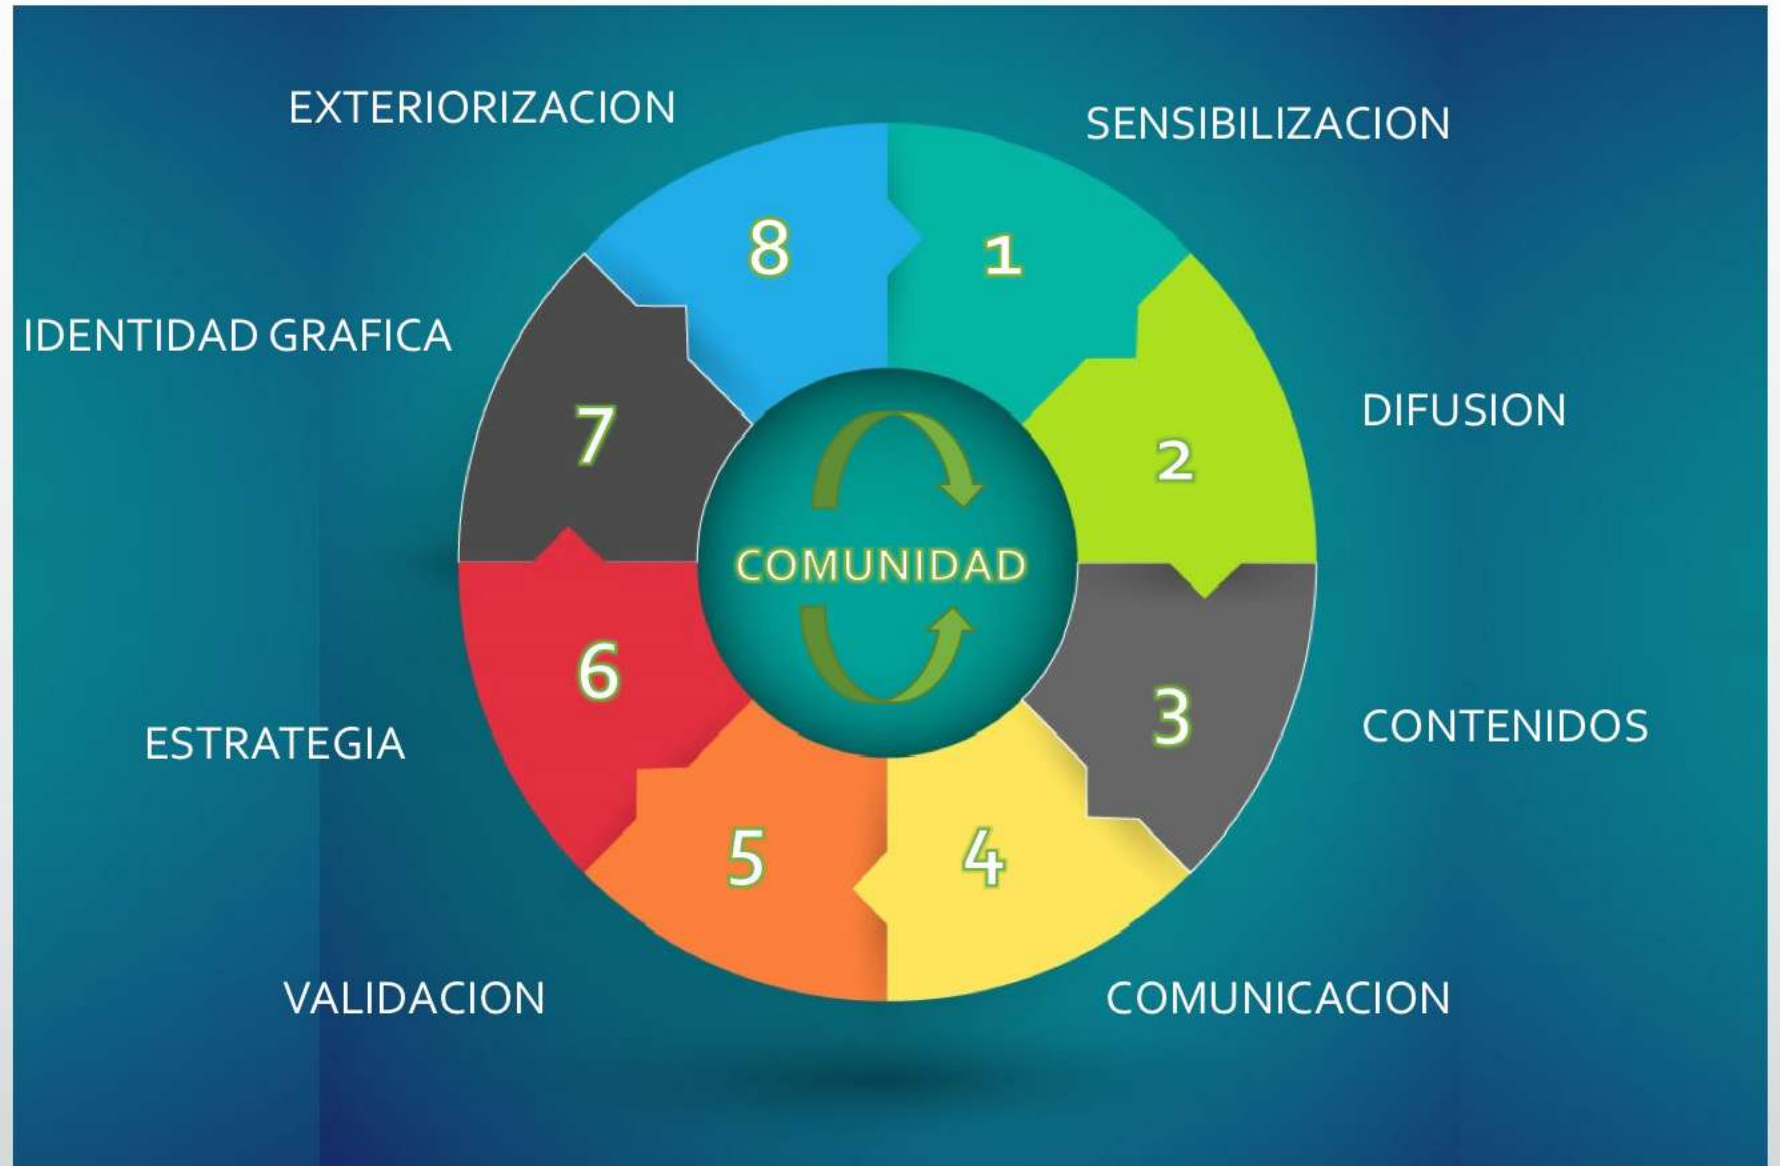 EXTERIORIZACION
SENSIBILIZACION
8
1
IDENTIDAD GRAFICA
DIFUSION
7
2
COMUNIDAD
6
3
ESTRATEGIA
CONTENIDOS
5
4
VALIDACION
COMUNICACION